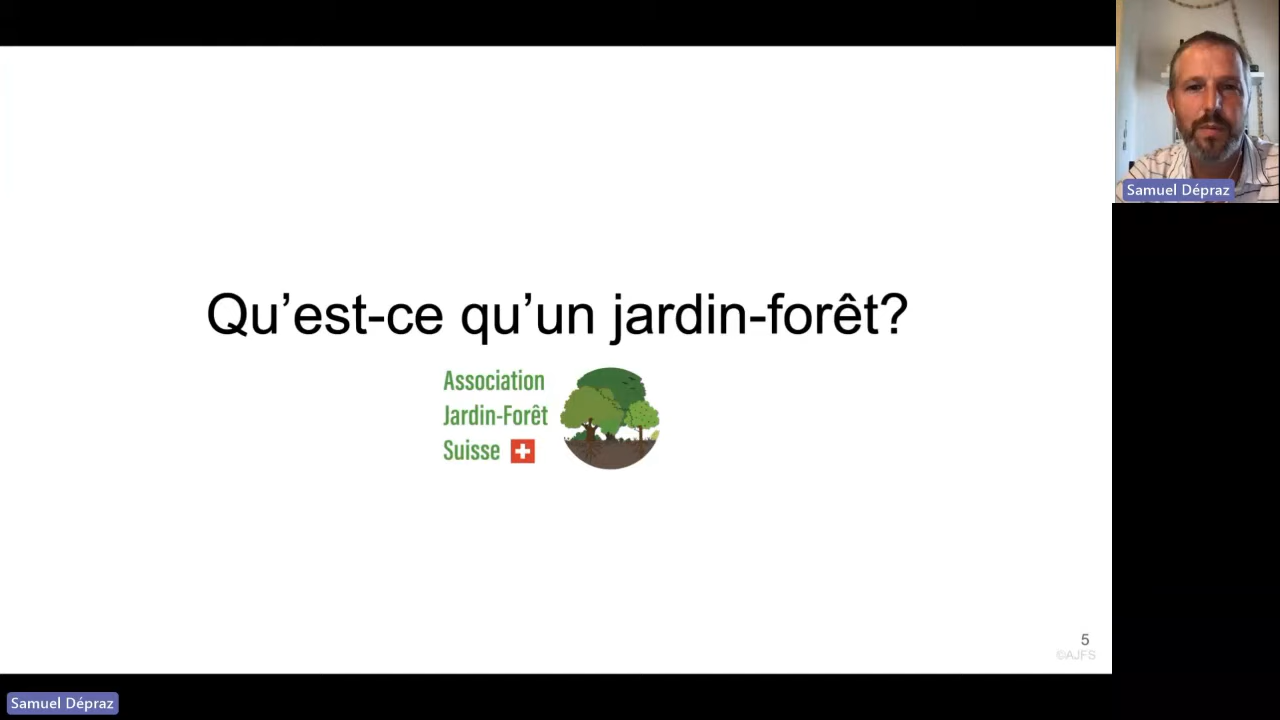 Qu’est-ce qu’un jardin-forêt?
Association
Jardin-Forêt
Suisse
5
©AJFS
Samuel Dépraz
Samuel Dépraz